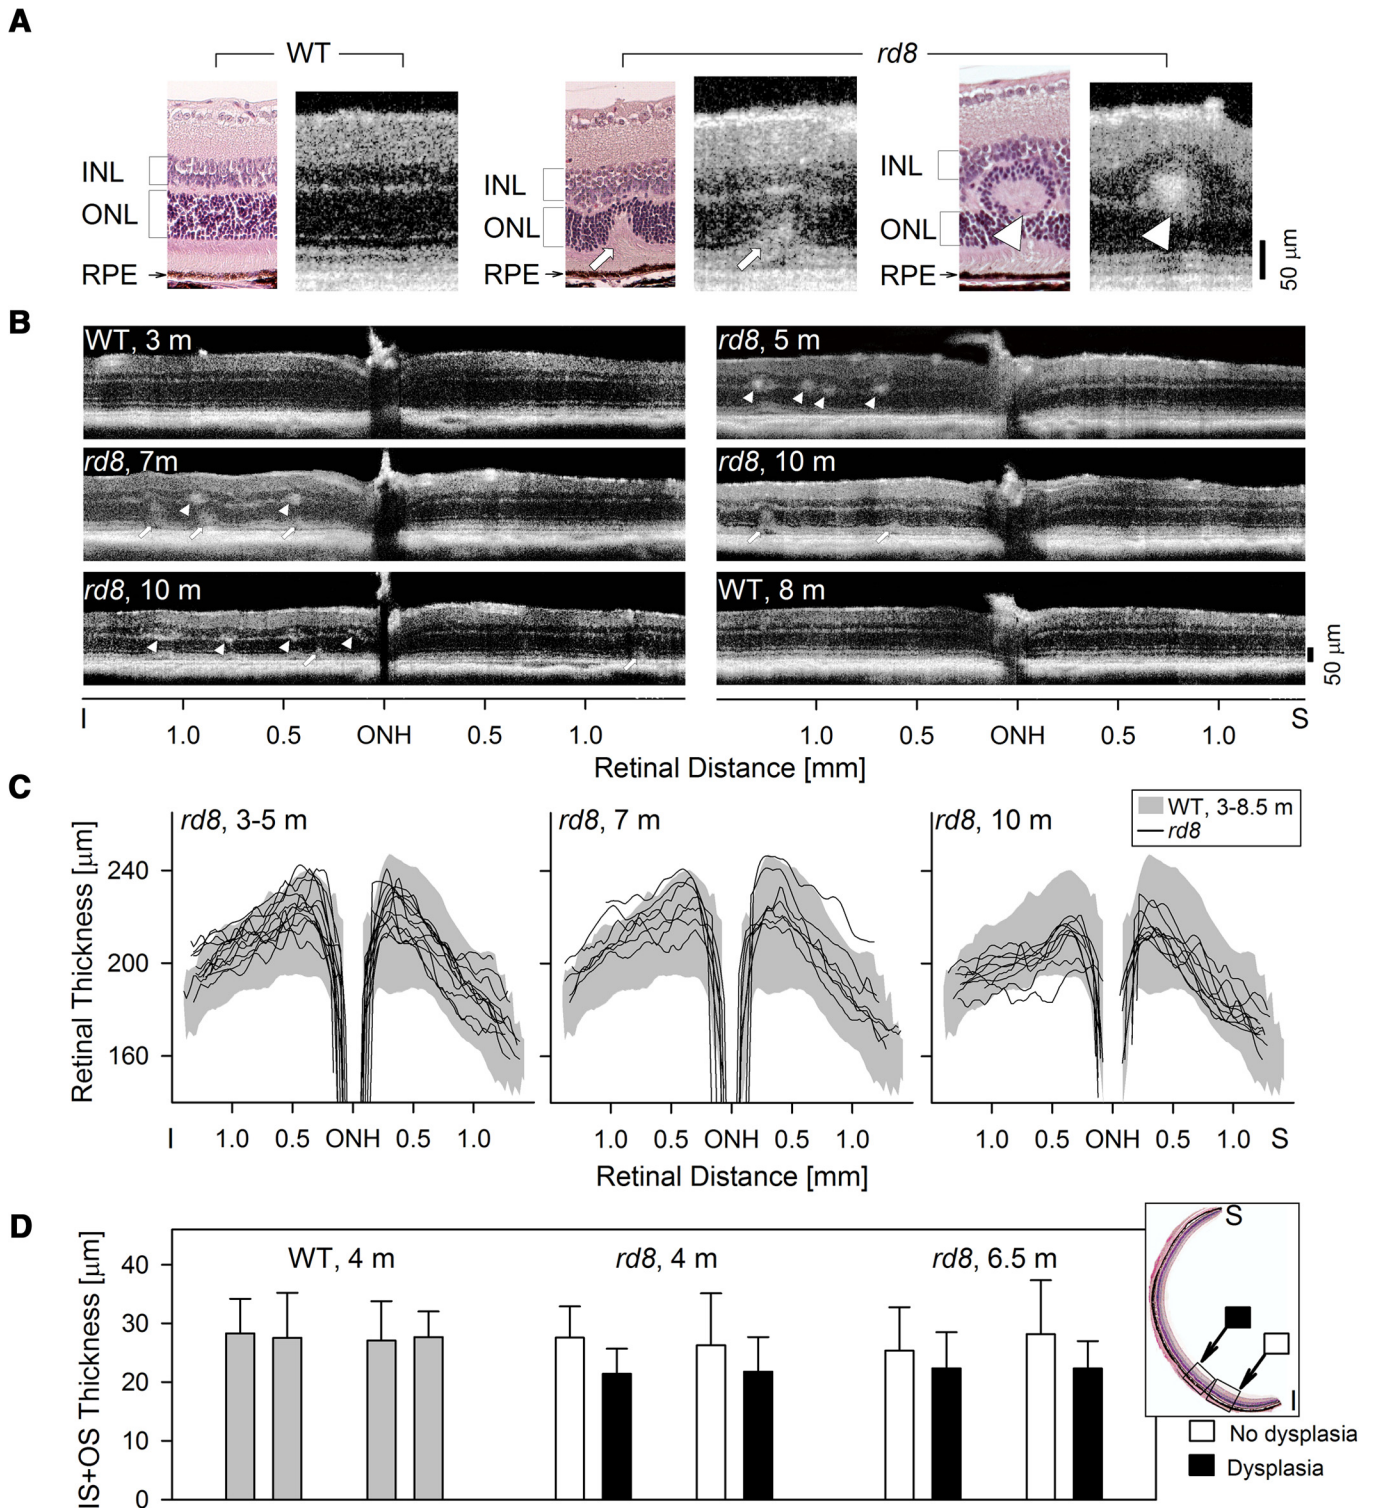 A
WT
rd8
INL
ONL
RPE
INL
ONL
RPE
INL
ONL
RPE
50 µm
B
WT, 3 m
rd8, 5 m
rd8, 7m
rd8, 10 m
rd8, 10 m
WT, 8 m
50 µm
I 1.0 0.5 ONH 0.5 1.0
1.0 0.5 ONH 0.5 1.0 S
Retinal Distance [mm]
C
rd8, 3-5 m
rd8, 7 m
rd8, 10 m
WT, 3-8.5 m
rd8
Retinal Thickness [µm]
240
200
160
I 1.0 0.5 ONH 0.5 1.0
1.0 0.5 ONH 0.5 1.0
1.0 0.5 ONH 0.5 1.0 S
Retinal Distance [mm]
D
IS+OS Thickness [µm]
40
30
20
10
0
WT, 4 m
rd8, 4 m
rd8, 6.5 m
S
I
No dysplasia
Dysplasia